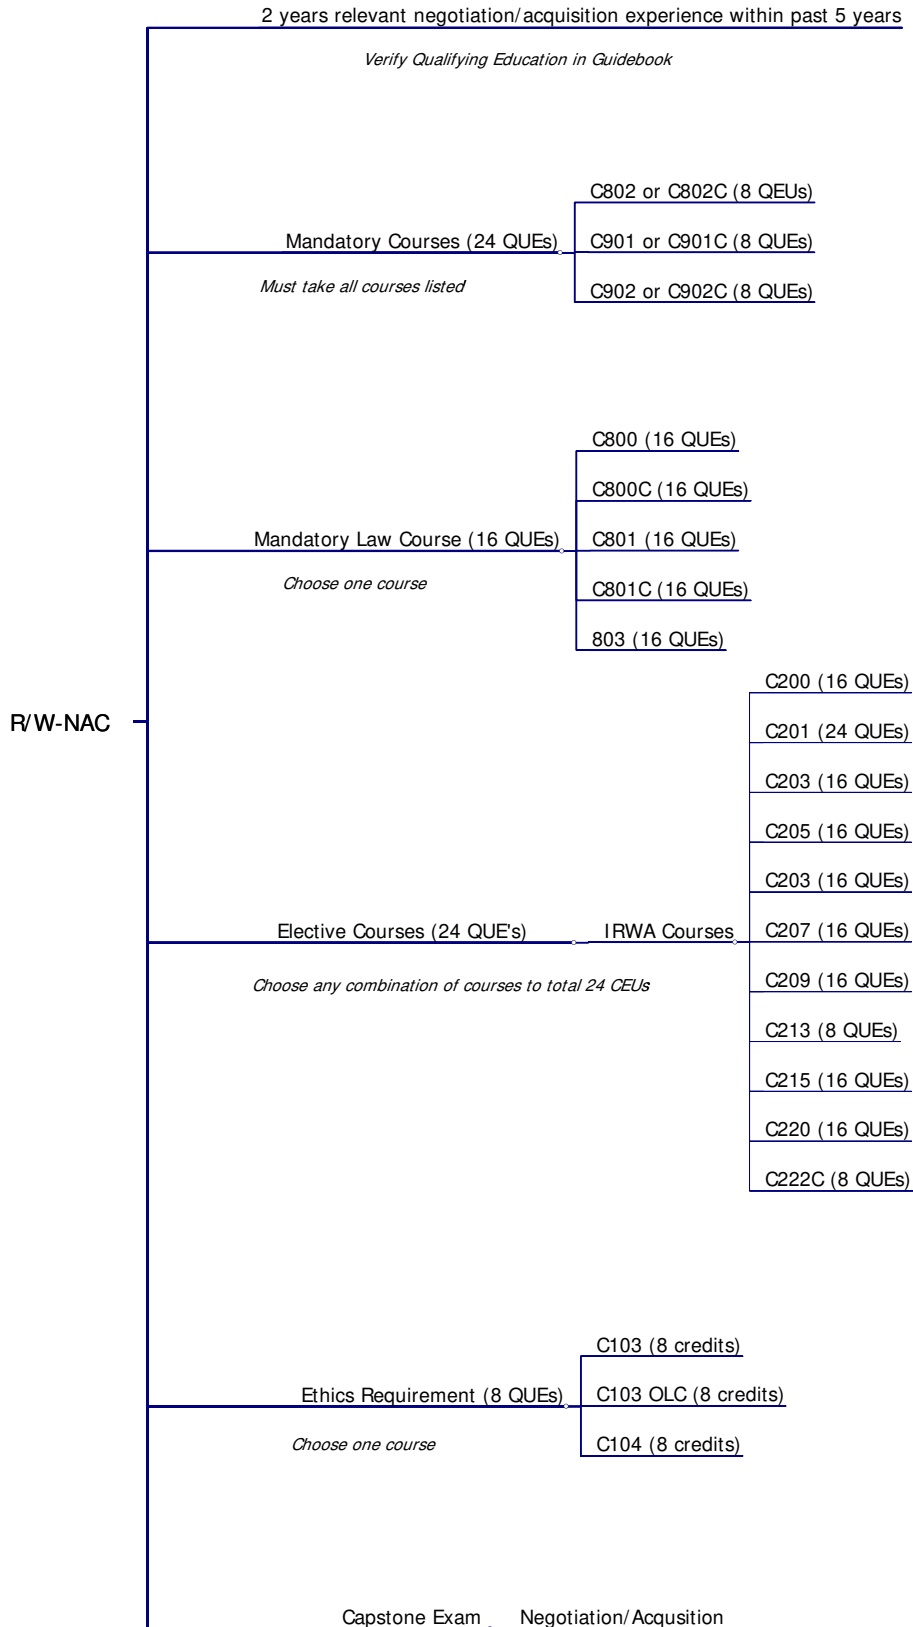 2 years relevant negotiation/acquisition experience within past 5 years
Verify Qualifying Education in Guidebook
C802 or C802C (8 QEUs)
Mandatory Courses (24 QUEs)
C901 or C901C (8 QUEs)
Must take all courses listed
C902 or C902C (8 QUEs)
C800 (16 QUEs)
C800C (16 QUEs)
Mandatory Law Course (16 QUEs)
C801 (16 QUEs)
Choose one course
C801C (16 QUEs)
803 (16 QUEs)
C200 (16 QUEs)
R/W-NAC
C201 (24 QUEs)
C203 (16 QUEs)
C205 (16 QUEs)
C203 (16 QUEs)
Elective Courses (24 QUE's)
IRWA Courses
C207 (16 QUEs)
Choose any combination of courses to total 24 CEUs
C209 (16 QUEs)
C213 (8 QUEs)
C215 (16 QUEs)
C220 (16 QUEs)
C222C (8 QUEs)
C103 (8 credits)
Ethics Requirement (8 QUEs)
C103 OLC (8 credits)
Choose one course
C104 (8 credits)
Capstone Exam
Negotiation/Acqusition